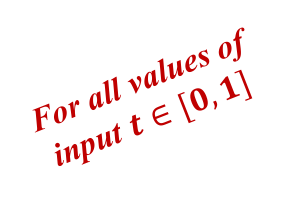 For all values of
input t ∈ [0, 1]